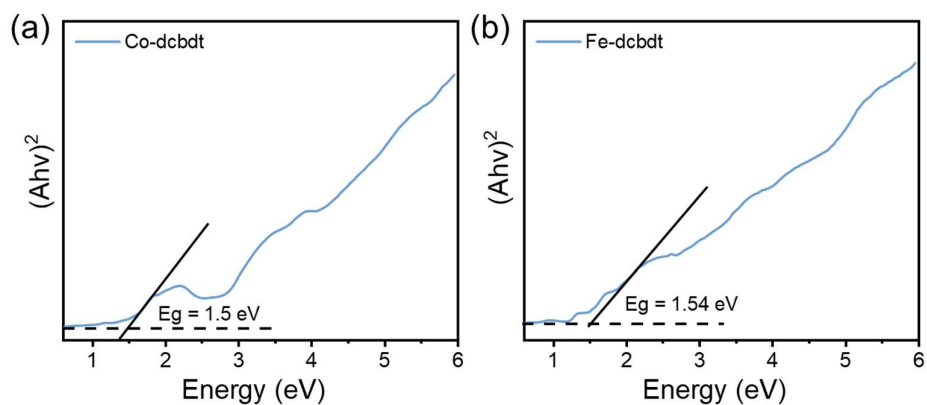 (a)
Co-dcbdt
(Ahv)²
Eg = 1.5 eV
1 2 3 4 5 6
Energy (eV)
(b)
Fe-dcbdt
(Ahv)²
Eg = 1.54 eV
1 2 3 4 5 6
Energy (eV)